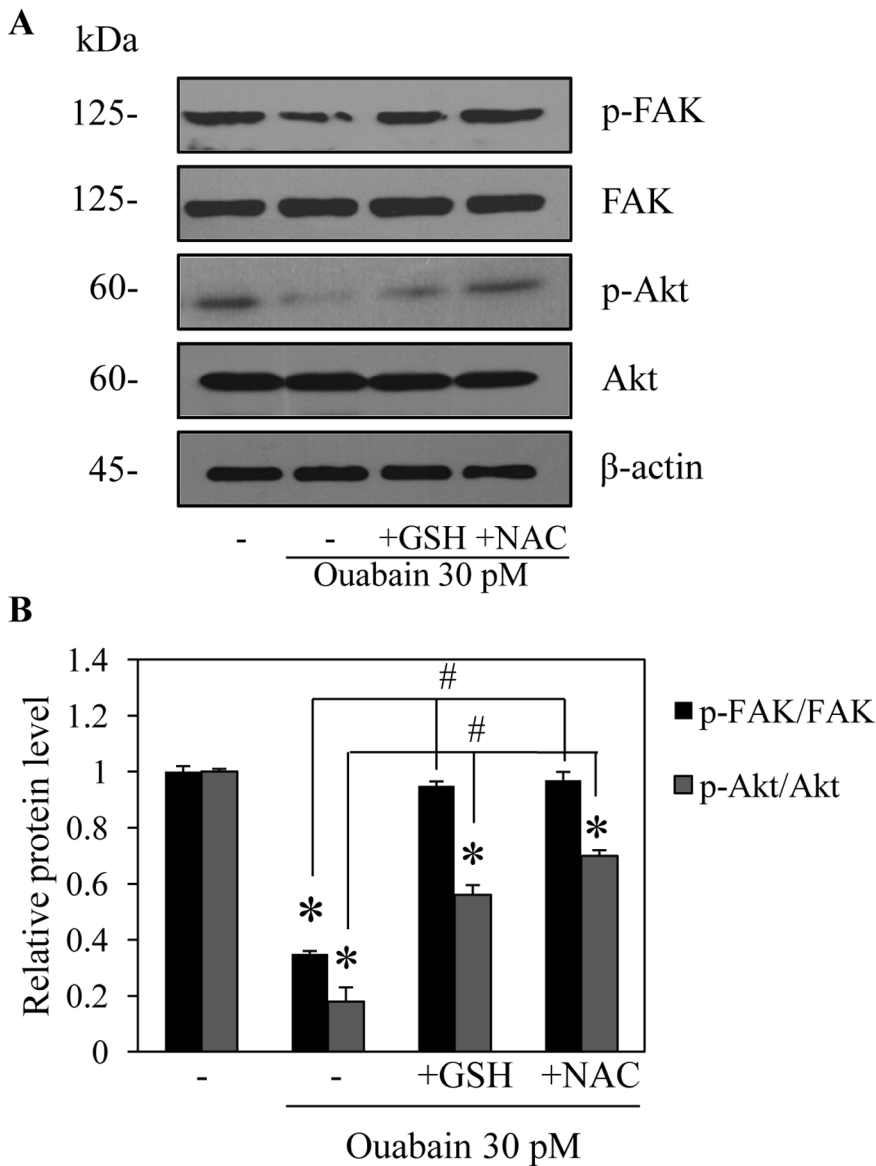 A
kDa
125- p-FAK
125- FAK
60- p-Akt
60- Akt
45- β-actin
- - +GSH +NAC
Ouabain 30 pM
B
Relative protein level
1.4
1.2
1
0.8
0.6
0.4
0.2
0
#
#
* * * *
p-FAK/FAK
p-Akt/Akt
- - +GSH +NAC
Ouabain 30 pM